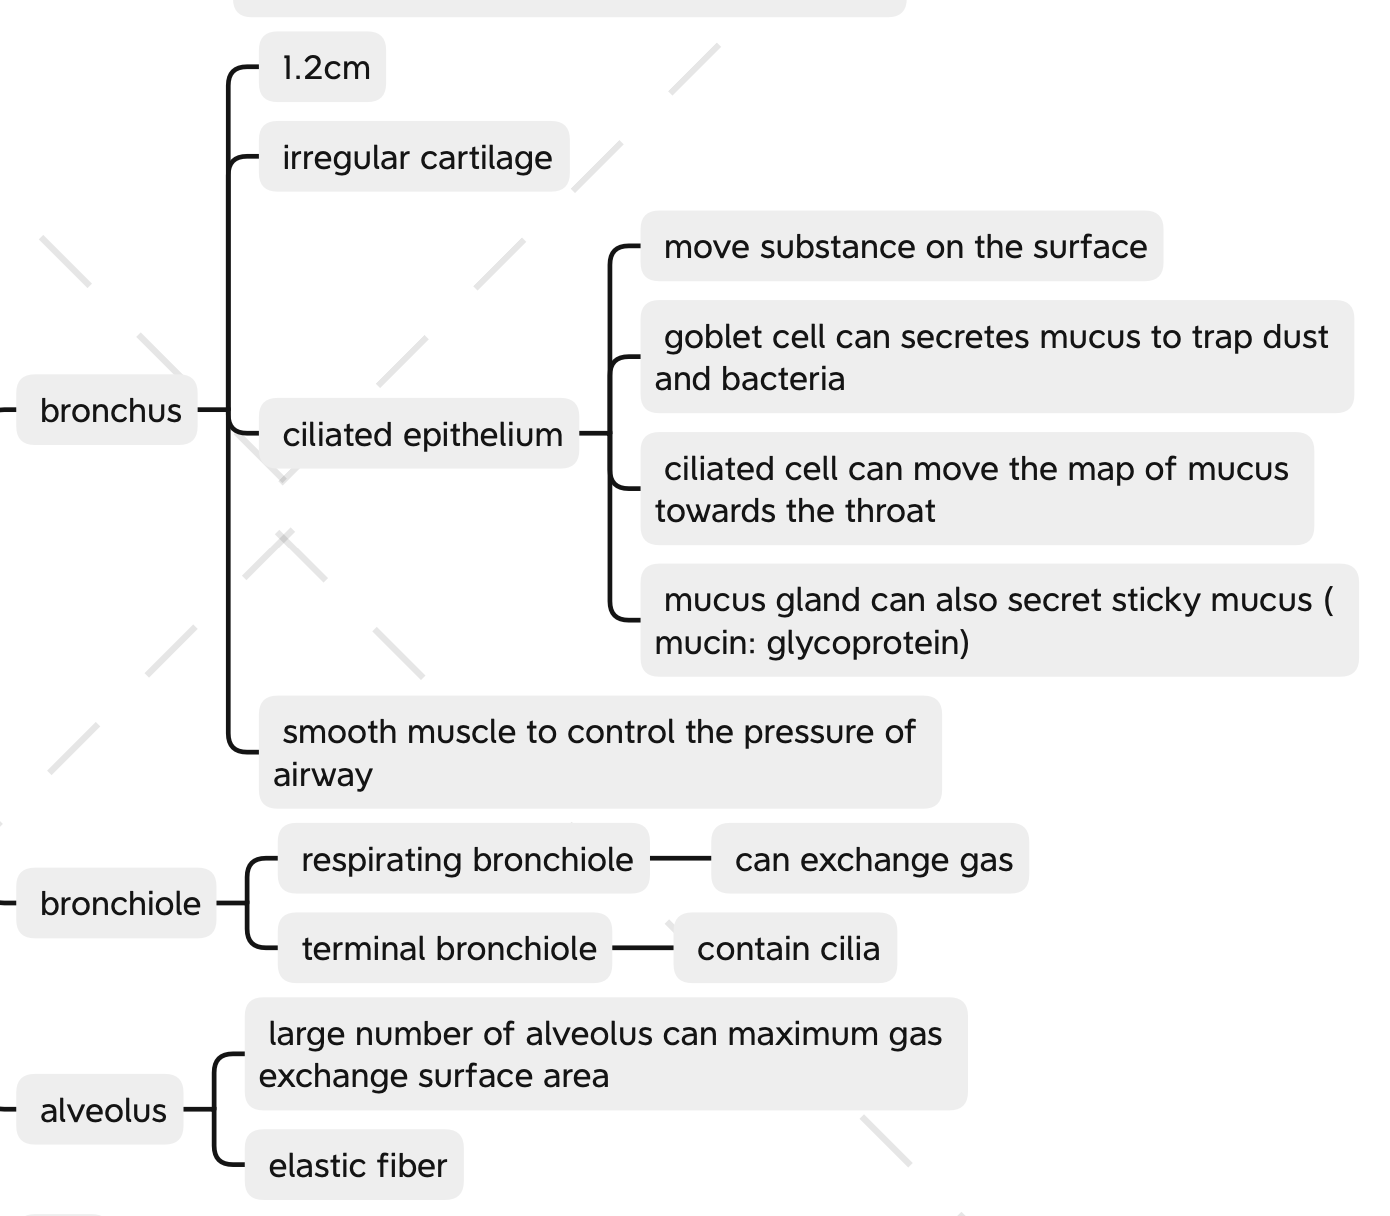 1.2cm
irregular cartilage
move substance on the surface
goblet cell can secretes mucus to trap dust
and bacteria
bronchus
ciliated epithelium
ciliated cell can move the map of mucus
towards the throat
mucus gland can also secret sticky mucus (
mucin: glycoprotein)
smooth muscle to control the pressure of
airway
respirating bronchiole
can exchange gas
bronchiole
terminal bronchiole
contain cilia
large number of alveolus can maximum gas
exchange surface area
alveolus
elastic fiber